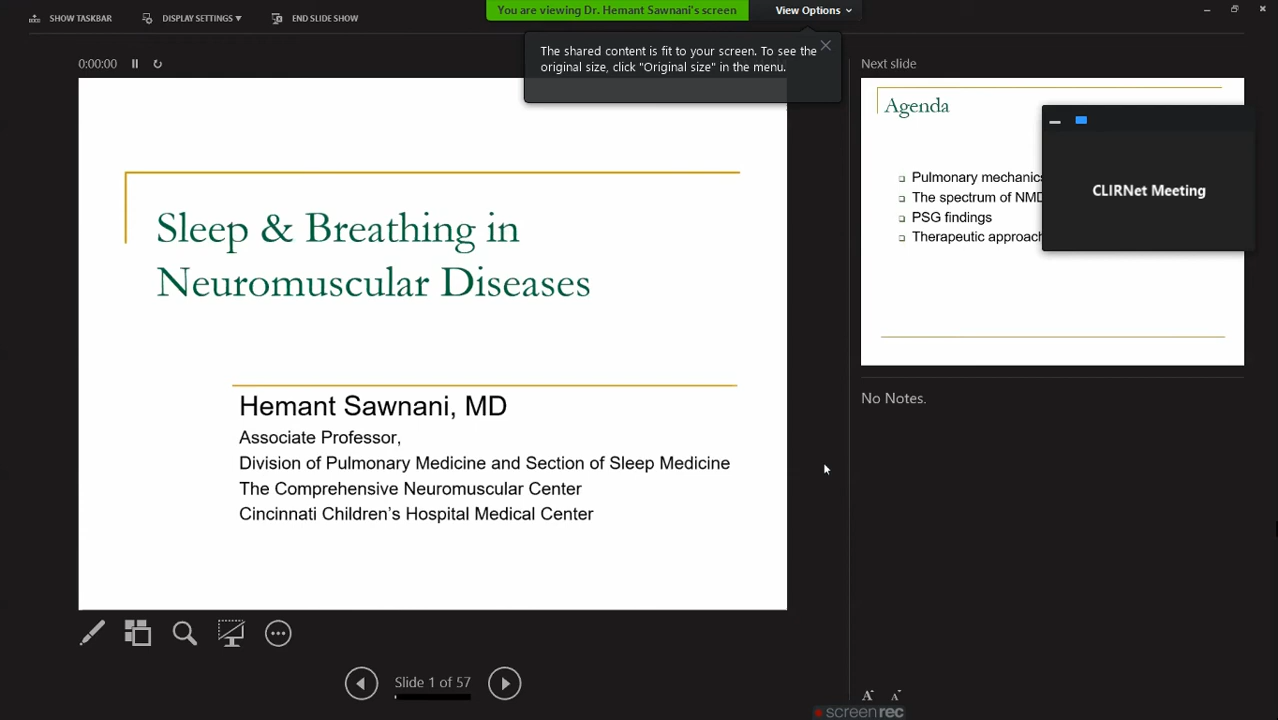 SHOW TASKBAR
DISPLAY SETTINGS ▾
END SLIDE SHOW
You are viewing Dr. Hemant Sawnani's screen
View Options
The shared content is fit to your screen. To see the
original size, click "Original size" in the menu.
0:00:00
Sleep & Breathing in
Neuromuscular Diseases
Hemant Sawnani, MD
Associate Professor,
Division of Pulmonary Medicine and Section of Sleep Medicine
The Comprehensive Neuromuscular Center
Cincinnati Children's Hospital Medical Center
Slide 1 of 57
Next slide
Agenda
Pulmonary mechanics
The spectrum of NMD
PSG findings
Therapeutic approach
CLIRNet Meeting
No Notes.
A A
screenrec